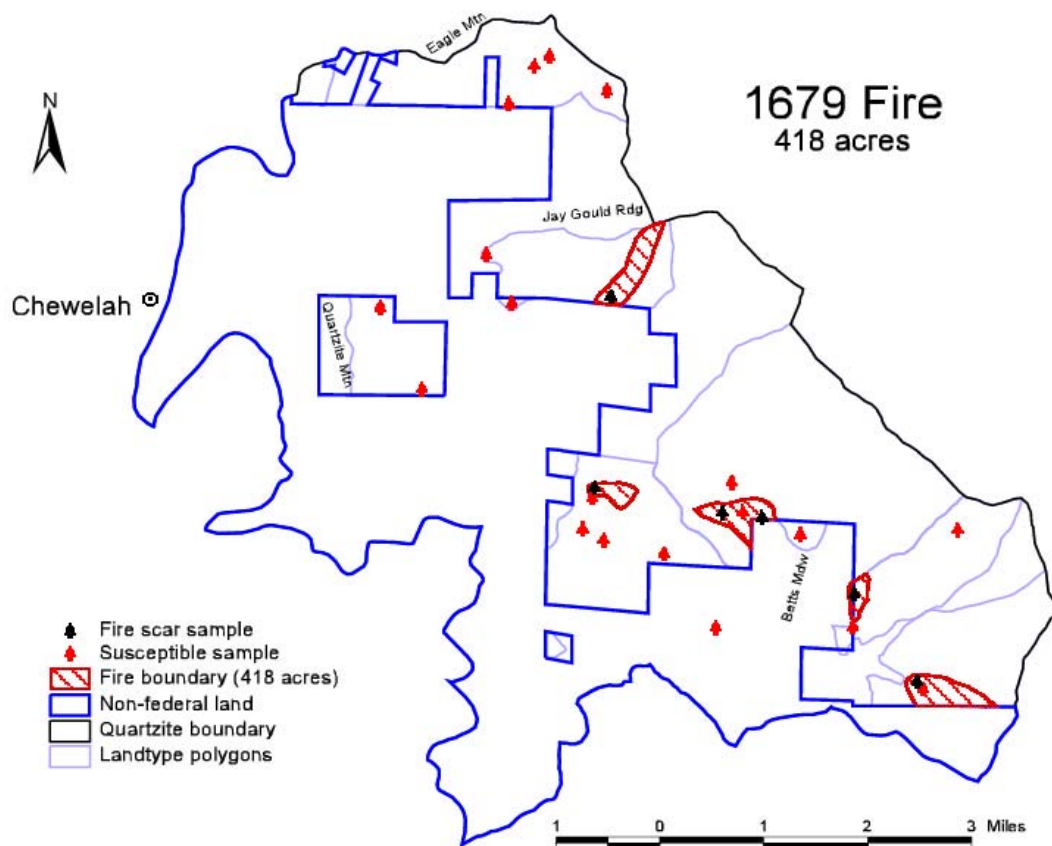 Eagle Mtn
N
1679 Fire
418 acres
Jay Gould Rdg
Chewelah
Quartzite Mtn
Betts Mdw
Fire scar sample
Susceptible sample
Fire boundary (418 acres)
Non-federal land
Quartzite boundary
Landtype polygons
1 0 1 2 3 Miles